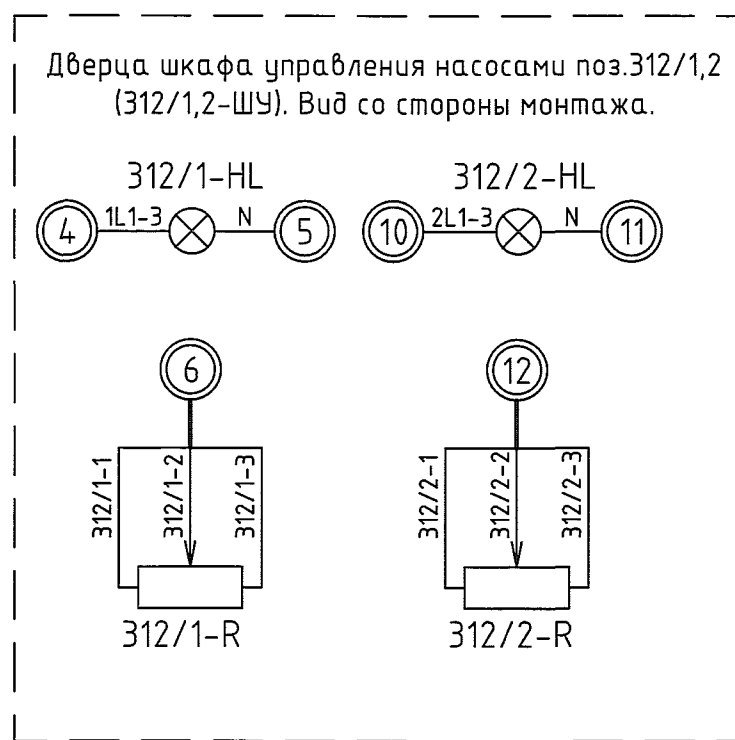 Дверца шкафа управления насосами поз.312/1,2
(312/1,2-ШУ). Вид со стороны монтажа.
312/1-HL 312/2-HL
4 1L1-3 N 5 10 2L1-3 N 11
6 12
312/1-1 312/1-2 312/1-3 312/2-1 312/2-2 312/2-3
312/1-R 312/2-R